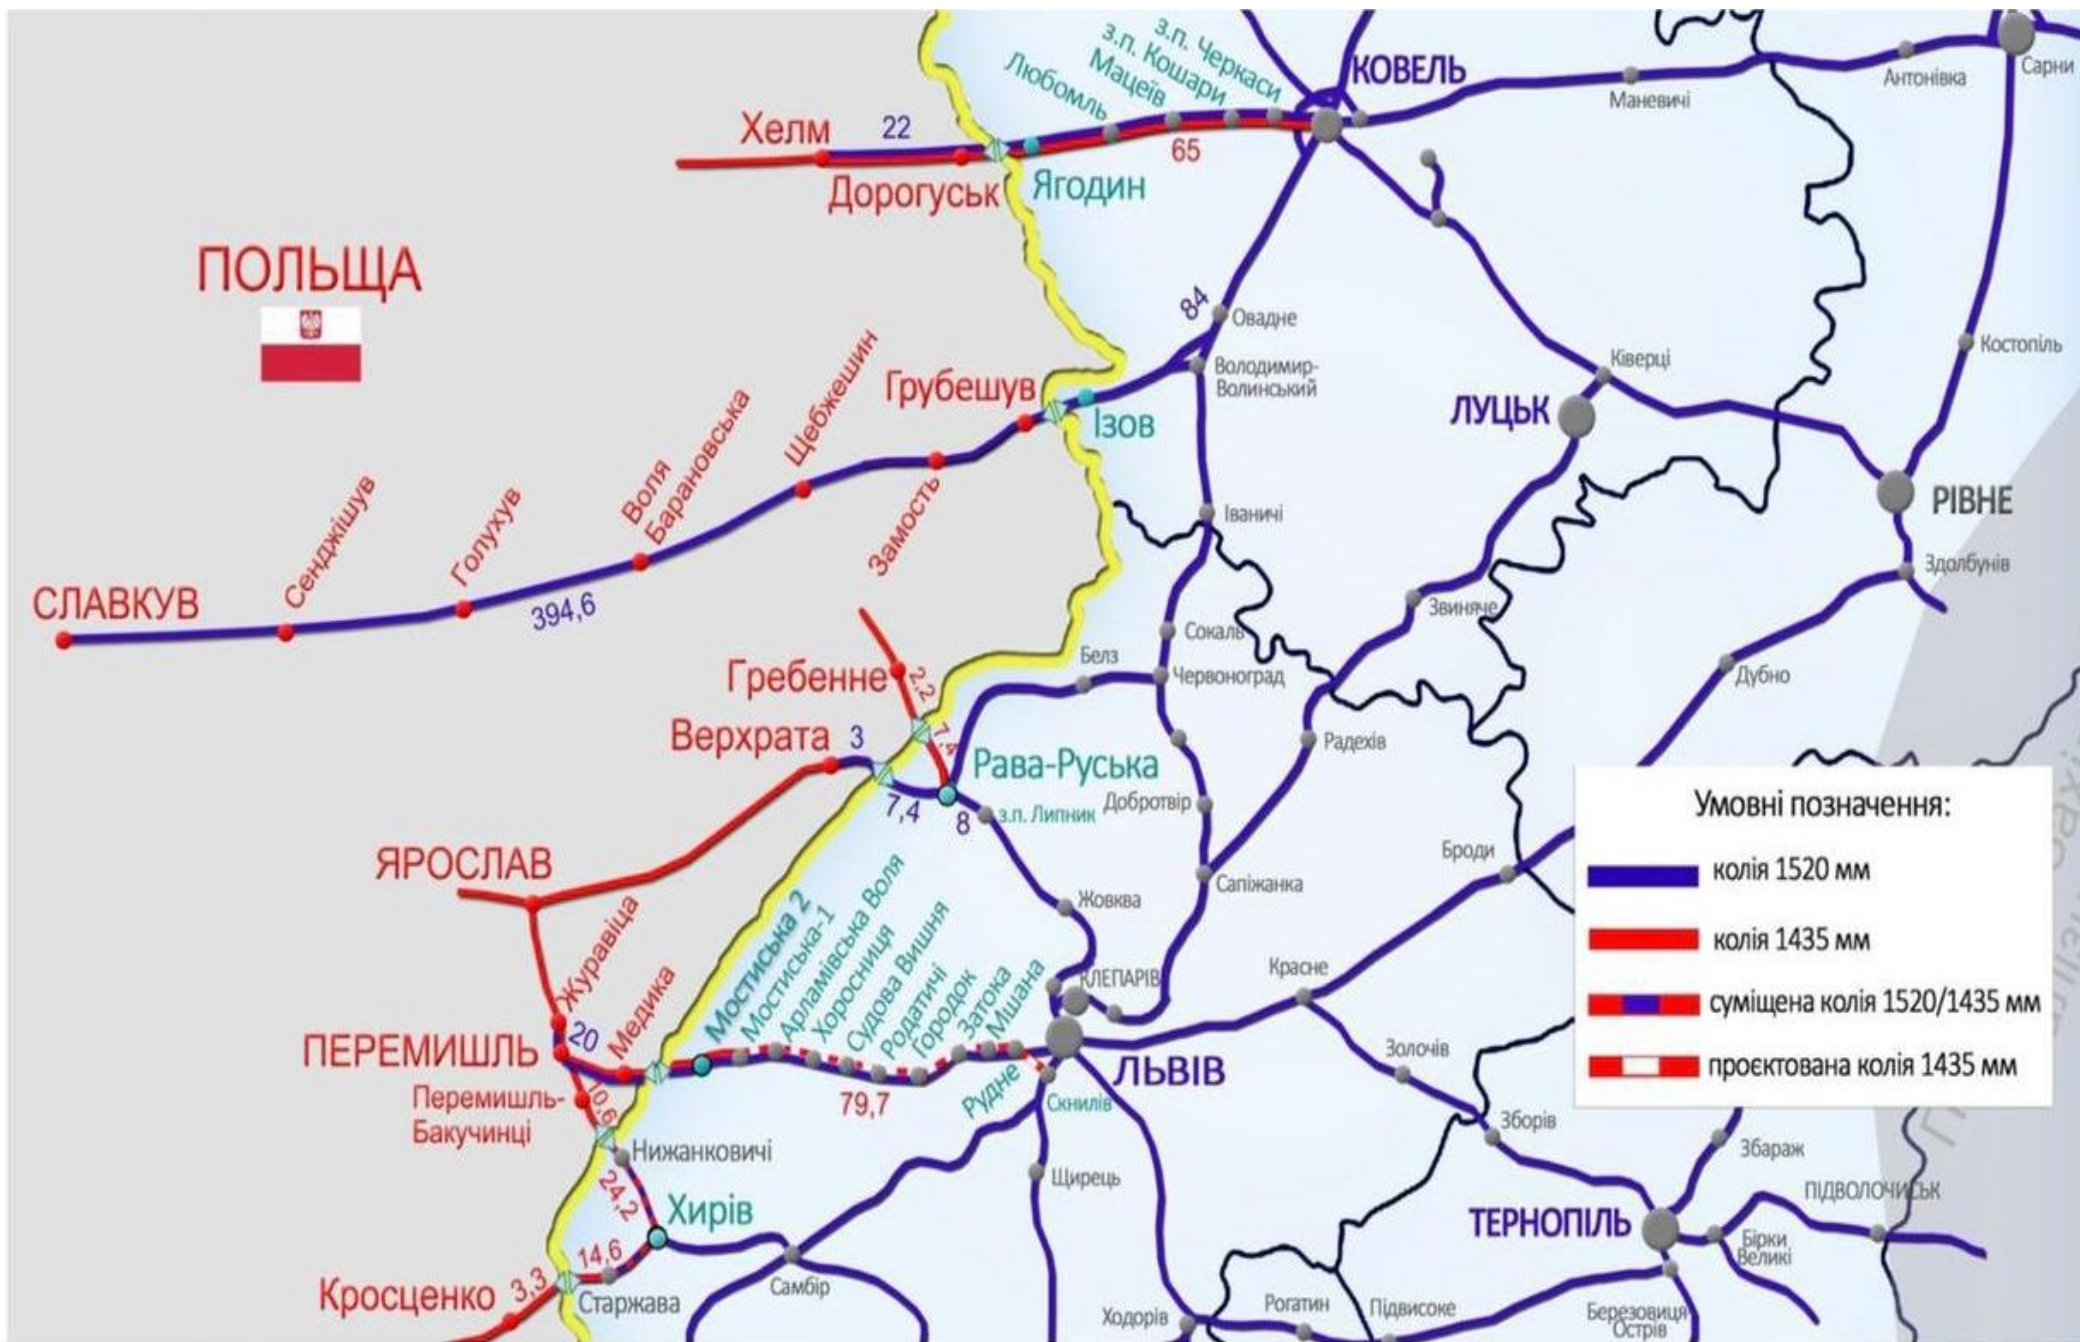 з.п. Черкаси
з.п. Кошари
Мацеїв
Любомль
КОВЕЛЬ
Маневичі
Антонівка
Сарни
Хелм
22
65
Дорогуськ
Ягодин
ПОЛЬЩА
84
Овадне
Володимир-
Волинський
Ківерці
Костопіль
ЛУЦЬК
РІВНЕ
Здолбунів
Грубешув
Ізов
Щебжешин
Воля
Барановська
Замость
Голухув
Сенджішув
СЛАВКУВ
394,6
Іваничі
Звиняче
Сокаль
Белз
Червоноград
Дубно
Гребенне
2,2
7,4
Верхрата
3
Рава-Руська
7,4
8
з.п. Липник
Добротвір
Радехів
Сапіжанка
Броди
ЯРОСЛАВ
Журавіца
Жовква
Мостиська 2
Мостиська-1
Арламівська Воля
Хоросниця
Судова Вишня
Родатичі
Городок
Затока
Мшана
Рудне
КЛЕПАРІВ
Красне
ПЕРЕМИШЛЬ
20
Медика
79,7
ЛЬВІВ
Скнилів
Золочів
Перемишль-
Бакучинці
10,6
Нижанковичі
24,2
Хирів
14,6
Щирець
Зборів
Збараж
ПІДВОЛОЧИСЬК
ТЕРНОПІЛЬ
Бірки
Великі
Кросценко
3,3
Старжава
Самбір
Ходорів
Рогатин
Підвисоке
Березовиця
Острів
Умовні позначення:
колія 1520 мм
колія 1435 мм
суміщена колія 1520/1435 мм
проєктована колія 1435 мм